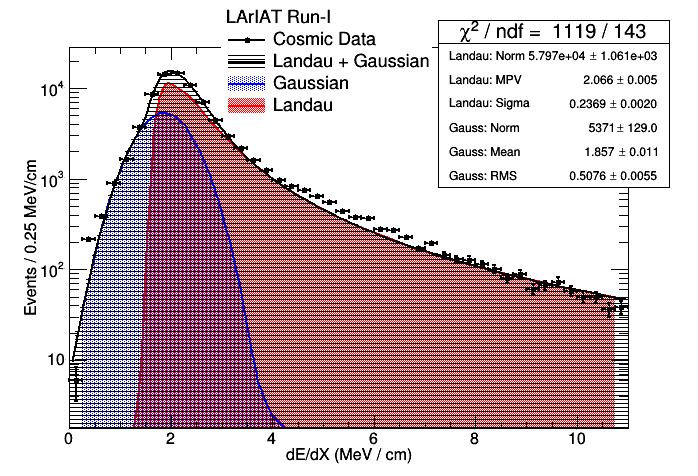 LArIAT Run-I
Cosmic Data
Landau + Gaussian
Gaussian
Landau
χ² / ndf = 1119 / 143
Landau: Norm 5.797e+04 ± 1.061e+03
Landau: MPV 2.066 ± 0.005
Landau: Sigma 0.2369 ± 0.0020
Gauss: Norm 5371 ± 129.0
Gauss: Mean 1.857 ± 0.011
Gauss: RMS 0.5076 ± 0.0055
Events / 0.25 MeV/cm
10⁴
10³
10²
10
0 2 4 6 8 10
dE/dX (MeV / cm)